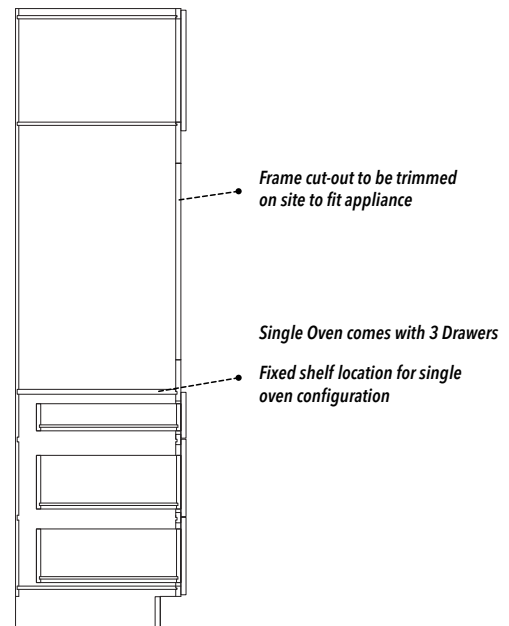 Frame cut-out to be trimmed
on site to fit appliance
Single Oven comes with 3 Drawers
Fixed shelf location for single
oven configuration